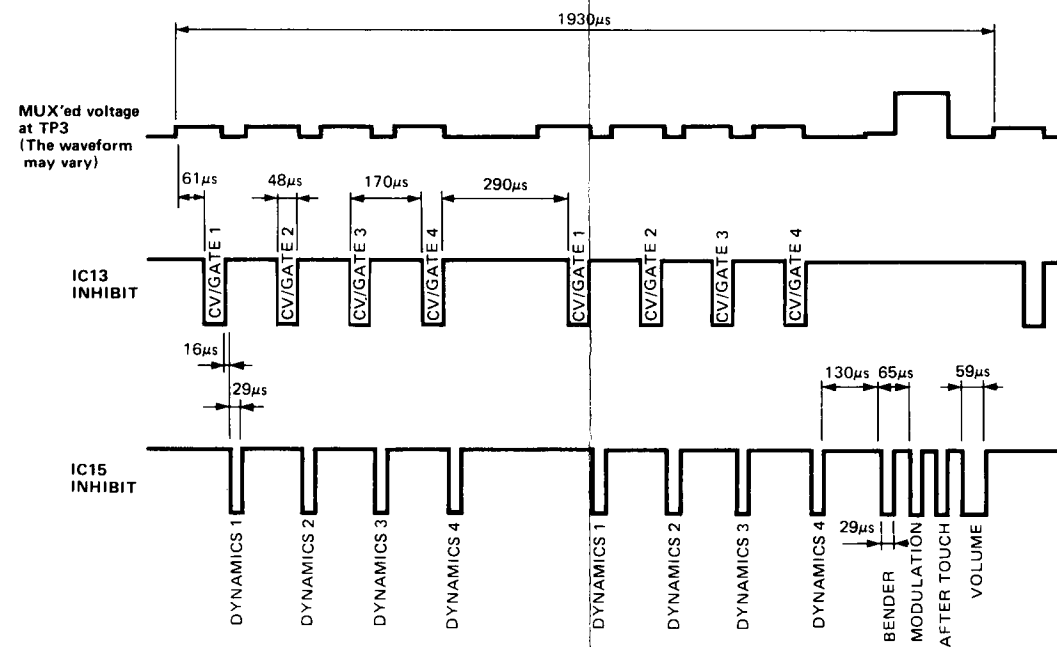 1930μs
MUX'ed voltage
at TP3
(The waveform
may vary)
61μs
48μs
170μs
290μs
CV/GATE 1
CV/GATE 2
CV/GATE 3
CV/GATE 4
CV/GATE 1
CV/GATE 2
CV/GATE 3
CV/GATE 4
IC13
INHIBIT
16μs
29μs
130μs
65μs
59μs
IC15
INHIBIT
29μs
DYNAMICS 1
DYNAMICS 2
DYNAMICS 3
DYNAMICS 4
DYNAMICS 1
DYNAMICS 2
DYNAMICS 3
DYNAMICS 4
BENDER
MODULATION
AFTER TOUCH
VOLUME